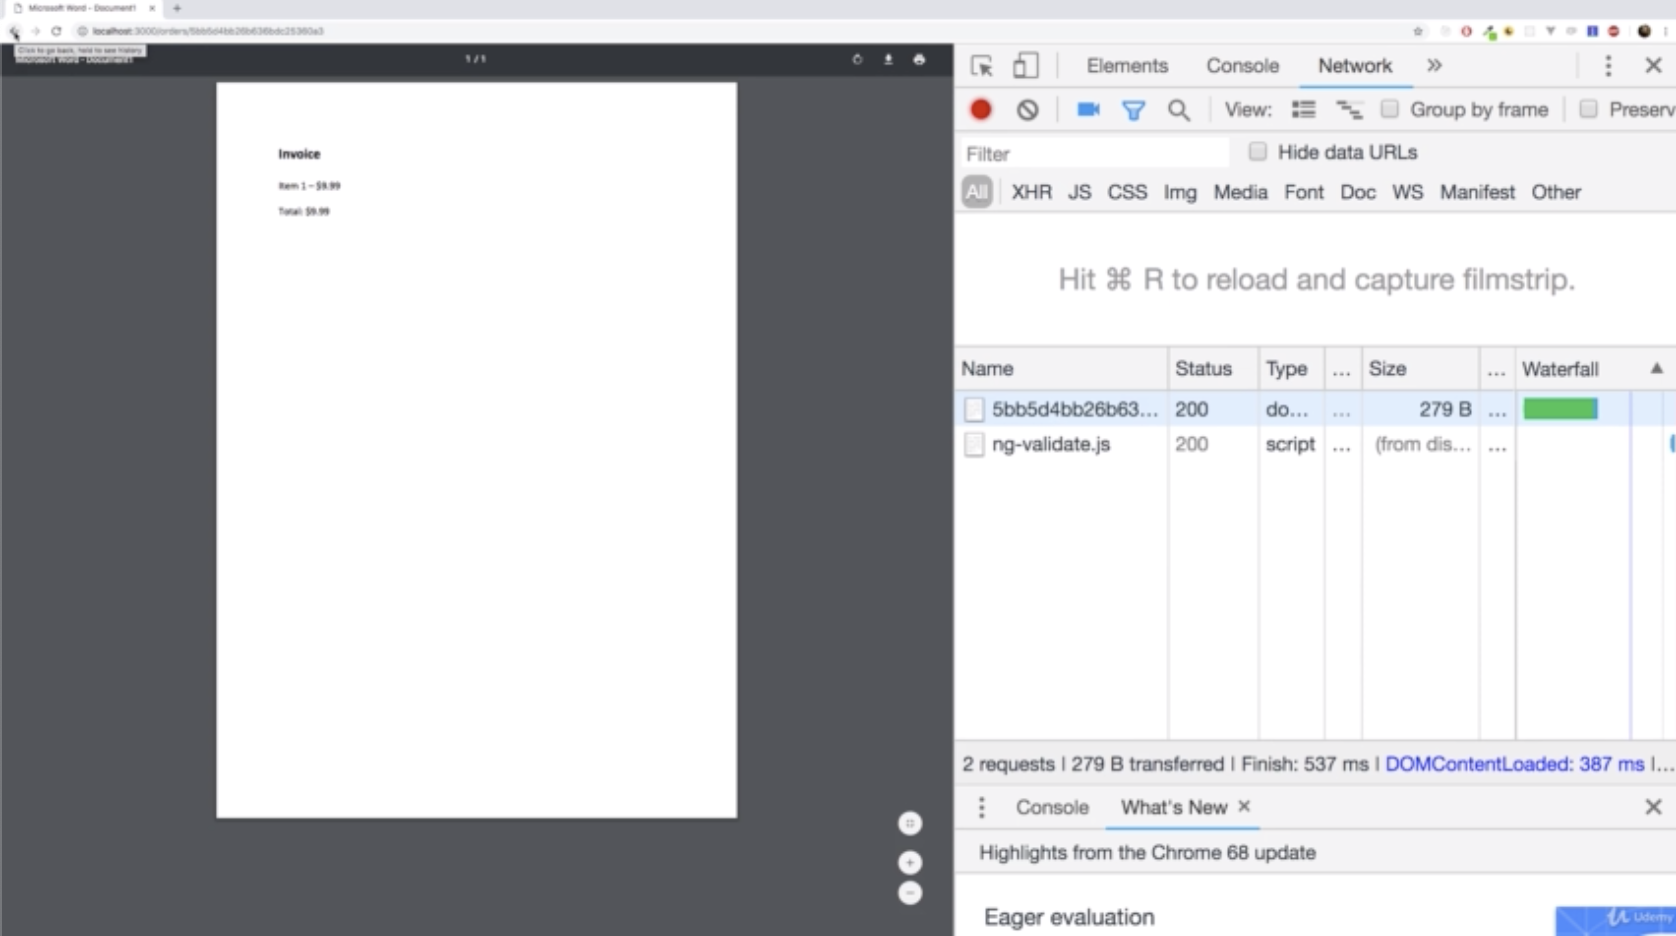 Microsoft Word - Document1
localhost:3000/orders/5bb5d4bb26b636bdc25360a3
Click to go back, hold to see history
Microsoft Word - Document1
1 / 1
Invoice
Item 1 – $9.99
Total: $9.99
Elements Console Network
View: Group by frame Preserv
Filter Hide data URLs
All XHR JS CSS Img Media Font Doc WS Manifest Other
Hit ⌘ R to reload and capture filmstrip.
Name Status Type ... Size ... Waterfall
5bb5d4bb26b63... 200 do... ... 279 B ...
ng-validate.js 200 script ... (from dis... ...
2 requests | 279 B transferred | Finish: 537 ms | DOMContentLoaded: 387 ms |...
Console What's New
Highlights from the Chrome 68 update
Eager evaluation
Udemy